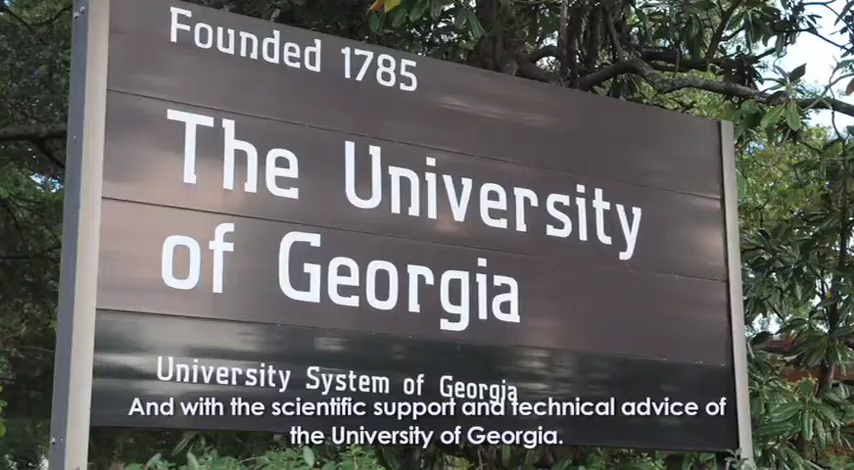 Founded 1785
The University
of Georgia
University System of Georgia
And with the scientific support and technical advice of
the University of Georgia.